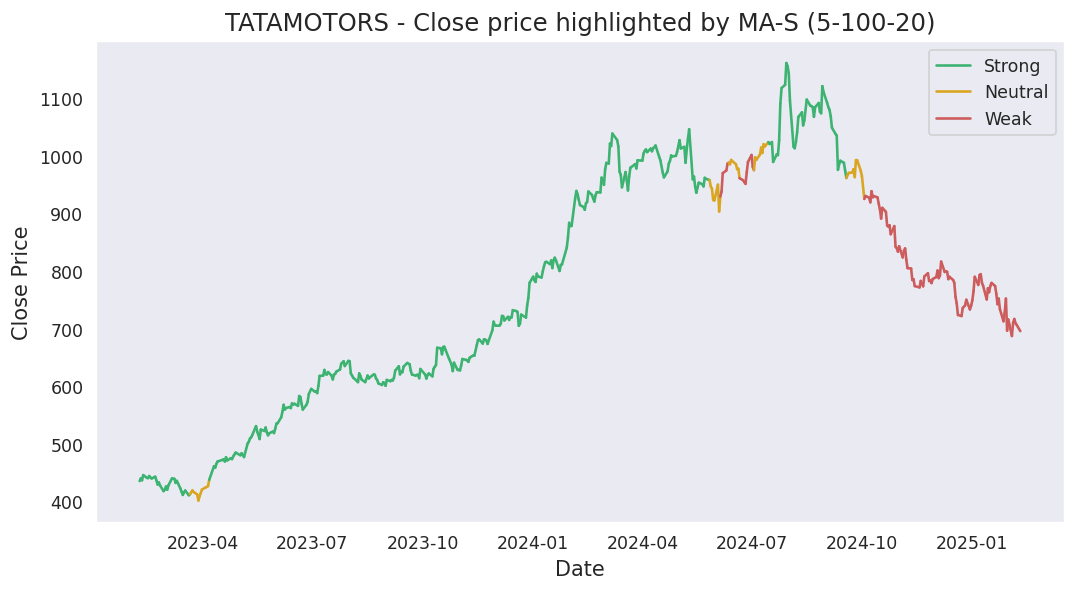 TATAMOTORS - Close price highlighted by MA-S (5-100-20)
Strong
Neutral
Weak
Close Price
1100
1000
900
800
700
600
500
400
2023-04 2023-07 2023-10 2024-01 2024-04 2024-07 2024-10 2025-01
Date